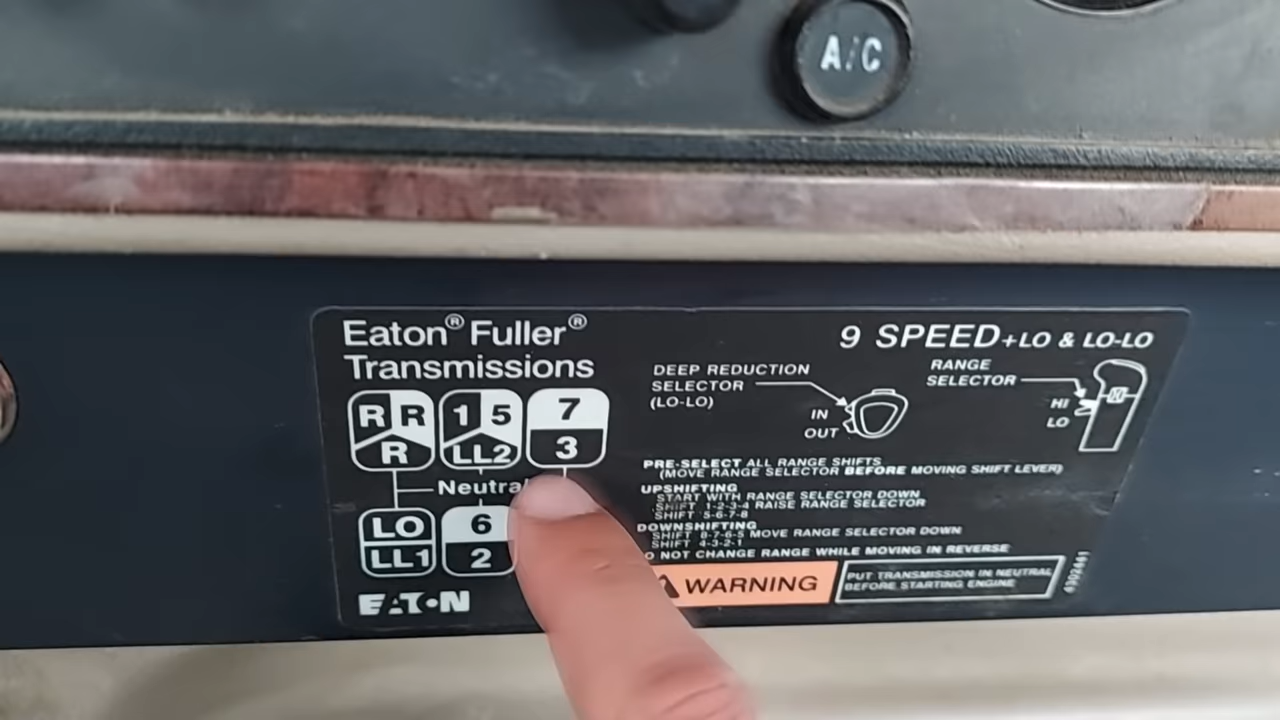 A/C
Eaton® Fuller®
Transmissions
9 SPEED+LO & LO-LO
R R 1 5 7
R LL2 3
LO 6
LL1 2
EATON
DEEP REDUCTION
SELECTOR
(LO-LO)
IN
OUT
RANGE
SELECTOR
HI
LO
PRE-SELECT ALL RANGE SHIFTS
(MOVE RANGE SELECTOR BEFORE MOVING SHIFT LEVER)
UPSHIFTING
START WITH RANGE SELECTOR DOWN
SHIFT 1-2-3-4 RAISE RANGE SELECTOR
SHIFT 5-6-7-8
DOWNSHIFTING
SHIFT 8-7-6-5 MOVE RANGE SELECTOR DOWN
SHIFT 4-3-2-1
NOT CHANGE RANGE WHILE MOVING IN REVERSE
WARNING
PUT TRANSMISSION IN NEUTRAL
BEFORE STARTING ENGINE